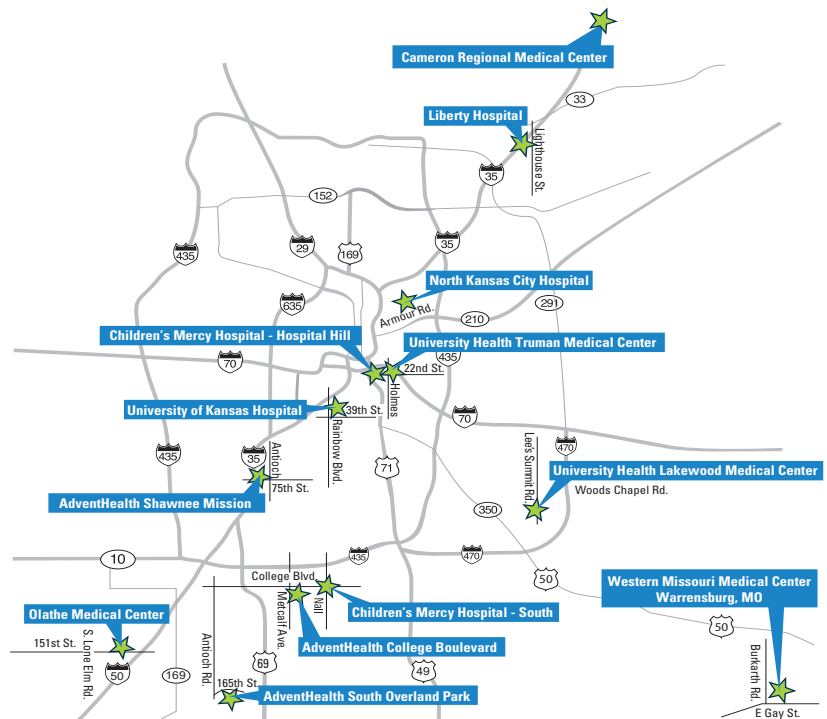 Cameron Regional Medical Center
33
Liberty Hospital
Lighthouse St.
35
152
435
29
169
35
North Kansas City Hospital
635
Armour Rd.
210
291
Children's Mercy Hospital - Hospital Hill
University Health Truman Medical Center
70
435
22nd St.
Holmes
University of Kansas Hospital
39th St.
Rainbow Blvd.
70
435
35
Antioch
71
Lee's Summit Rd.
470
University Health Lakewood Medical Center
75th St.
Woods Chapel Rd.
AdventHealth Shawnee Mission
350
10
435
470
50
College Blvd.
Western Missouri Medical Center
Warrensburg, MO
Metcalf Ave.
Nall
Children's Mercy Hospital - South
Olathe Medical Center
50
151st St.
S. Lone Elm Rd.
AdventHealth College Boulevard
Antioch Rd.
69
Burkarth Rd.
50
169
49
165th St.
AdventHealth South Overland Park
E Gay St.